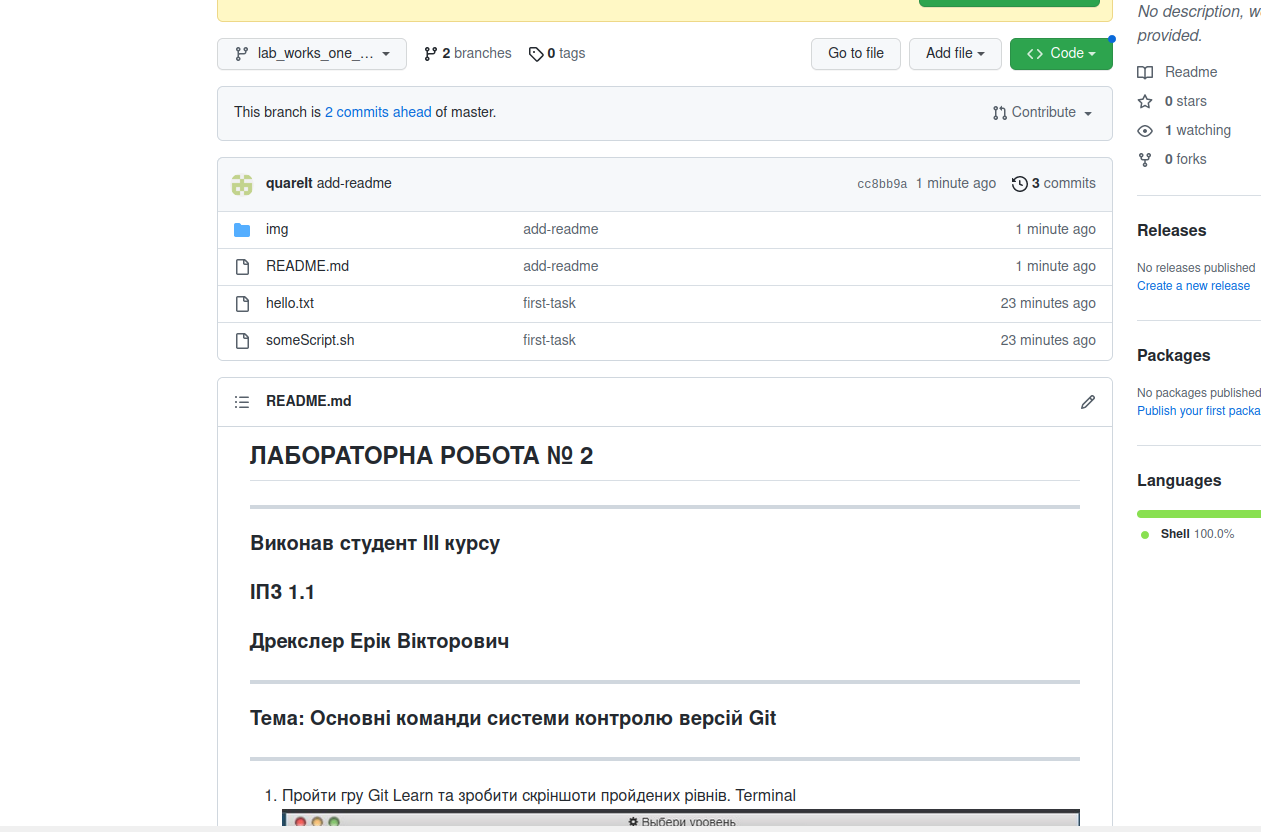 No description, w
provided.
lab_works_one_...
2 branches
0 tags
Go to file
Add file
Code
Readme
0 stars
1 watching
0 forks
This branch is 2 commits ahead of master.
Contribute
quarelt add-readme
cc8bb9a 1 minute ago
3 commits
img add-readme 1 minute ago
README.md add-readme 1 minute ago
hello.txt first-task 23 minutes ago
someScript.sh first-task 23 minutes ago
Releases
No releases published
Create a new release
Packages
No packages published
Publish your first packa
Languages
Shell 100.0%
README.md
ЛАБОРАТОРНА РОБОТА № 2
Виконав студент III курсу
ІПЗ 1.1
Дрекслер Ерік Вікторович
Тема: Основні команди системи контролю версій Git
1. Пройти гру Git Learn та зробити скріншоти пройдених рівнів. Terminal
Выбери уровень